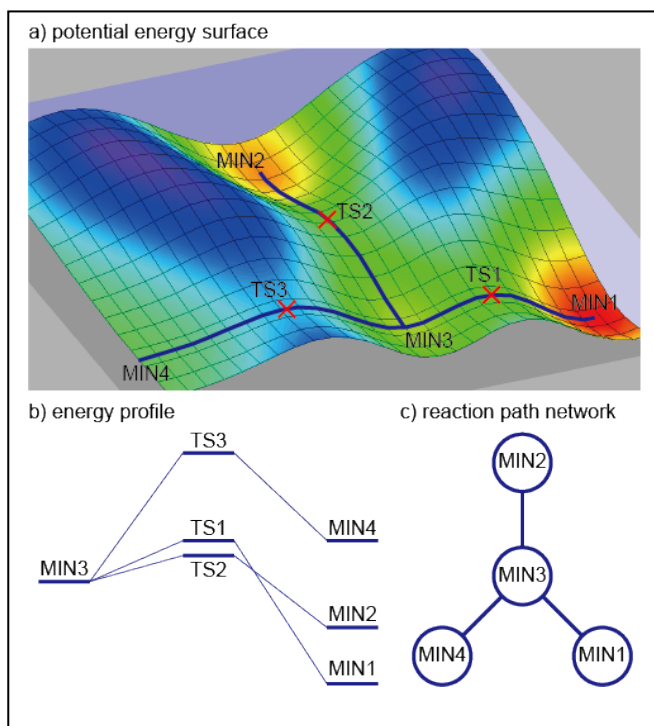 a) potential energy surface
MIN2
TS2
TS1
TS3
MIN1
MIN3
MIN4
b) energy profile
TS3
TS1
MIN4
MIN3
TS2
MIN2
MIN1
c) reaction path network
MIN2
MIN3
MIN4
MIN1